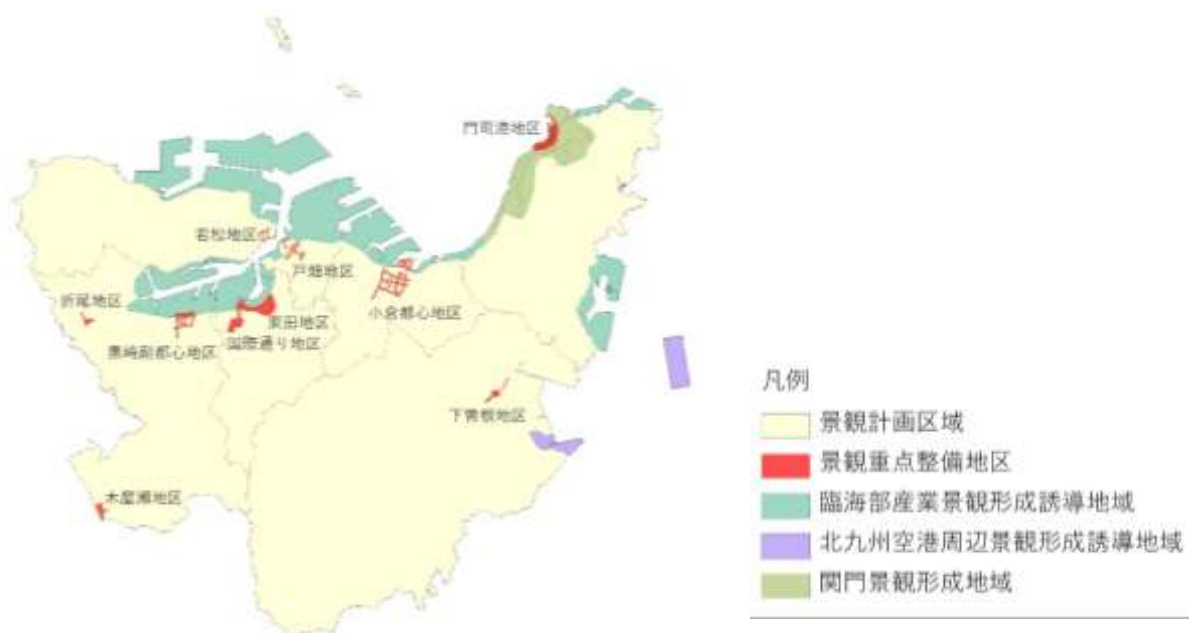 門司港地区
若松地区
戸畑地区
折尾地区
小倉都心地区
東田地区
黒崎副都心地区
国際通り地区
下曽根地区
木屋瀬地区
凡例
景観計画区域
景観重点整備地区
臨海部産業景観形成誘導地域
北九州空港周辺景観形成誘導地域
関門景観形成地域